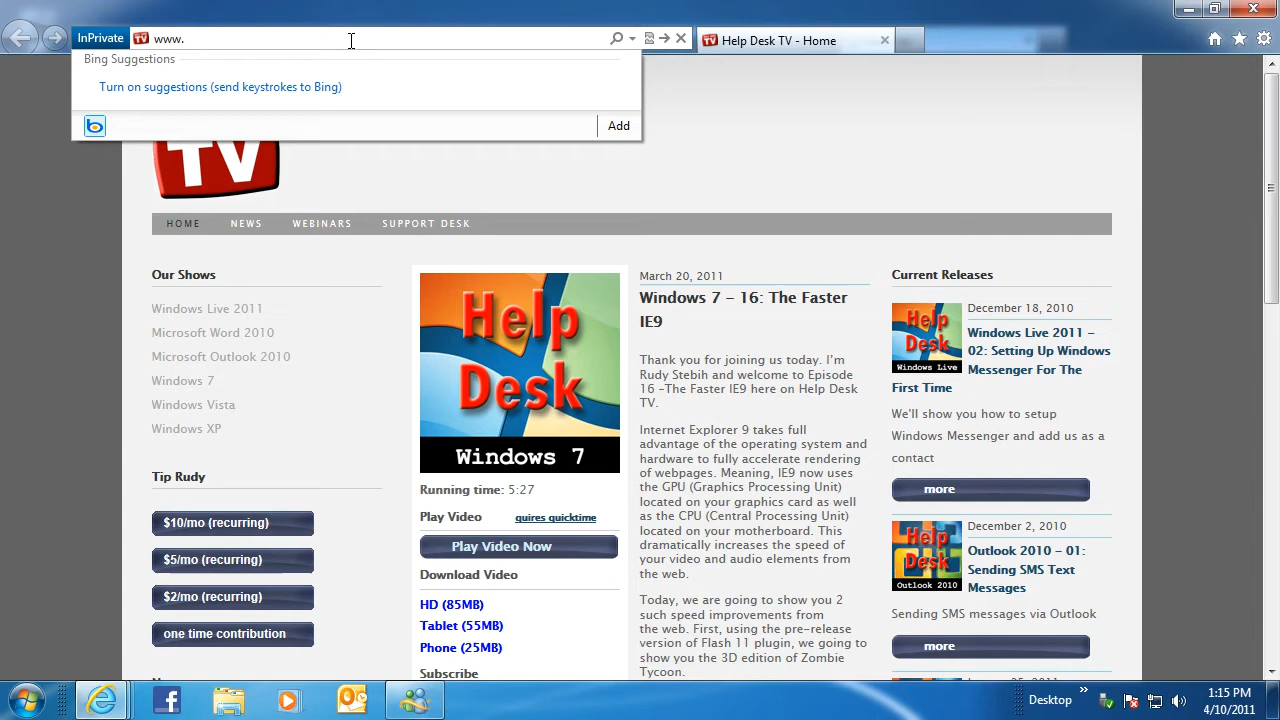 InPrivate
www.
Help Desk TV - Home
Bing Suggestions
Turn on suggestions (send keystrokes to Bing)
Add
TV
HOME
NEWS
WEBINARS
SUPPORT DESK
Our Shows
Windows Live 2011
Microsoft Word 2010
Microsoft Outlook 2010
Windows 7
Windows Vista
Windows XP
Tip Rudy
$10/mo (recurring)
$5/mo (recurring)
$2/mo (recurring)
one time contribution
Help
Desk
Windows 7
Running time: 5:27
Play Video
quires quicktime
Play Video Now
Download Video
HD (85MB)
Tablet (55MB)
Phone (25MB)
Subscribe
March 20, 2011
Windows 7 – 16: The Faster
IE9
Thank you for joining us today. I'm
Rudy Stebih and welcome to Episode
16 –The Faster IE9 here on Help Desk
TV.
Internet Explorer 9 takes full
advantage of the operating system and
hardware to fully accelerate rendering
of webpages. Meaning, IE9 now uses
the GPU (Graphics Processing Unit)
located on your graphics card as well
as the CPU (Central Processing Unit)
located on your motherboard. This
dramatically increases the speed of
your video and audio elements from
the web.
Today, we are going to show you 2
such speed improvements from
the web. First, using the pre-release
version of Flash 11 plugin, we going to
show you the 3D edition of Zombie
Tycoon.
Current Releases
Help
Desk
Windows Live
December 18, 2010
Windows Live 2011 –
02: Setting Up Windows
Messenger For The
First Time
We'll show you how to setup
Windows Messenger and add us as a
contact
more
Help
Desk
Outlook 2010
December 2, 2010
Outlook 2010 – 01:
Sending SMS Text
Messages
Sending SMS messages via Outlook
more
Desktop
1:15 PM
4/10/2011